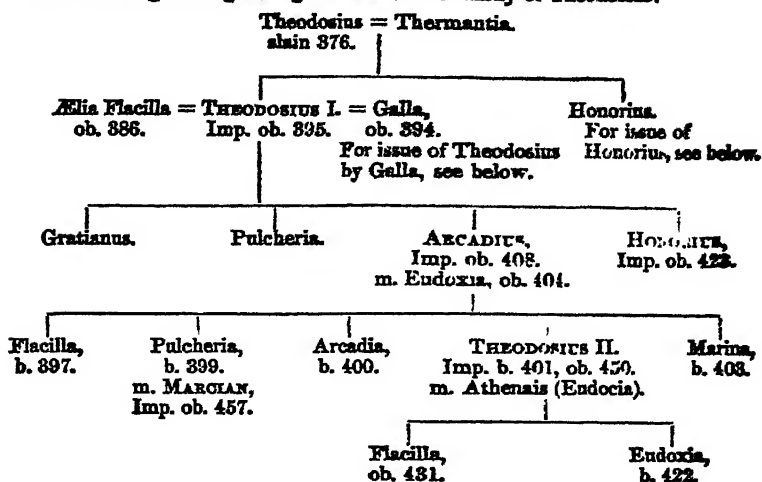 Theodosius = Thermantia.
slain 376.
Ælia Flacilla = THEODOSIUS I. = Galla, Honorius.
ob. 386. Imp. ob. 395. ob. 394. For issue of
For issue of Theodosius Honorius, see below.
by Galla, see below.
Gratianus. Pulcheria. ARCADIUS, HONORIUS,
Imp. ob. 408. Imp. ob. 423.
m. Eudoxia, ob. 404.
Flacilla, Pulcheria, Arcadia, THEODOSIUS II. Marina,
b. 397. b. 399. b. 400. Imp. b. 401, ob. 450. b. 403.
m. MARCIAN, m. Athenais (Eudocia).
Imp. ob. 457.
Flacilla, Eudoxia,
ob. 431. b. 422.